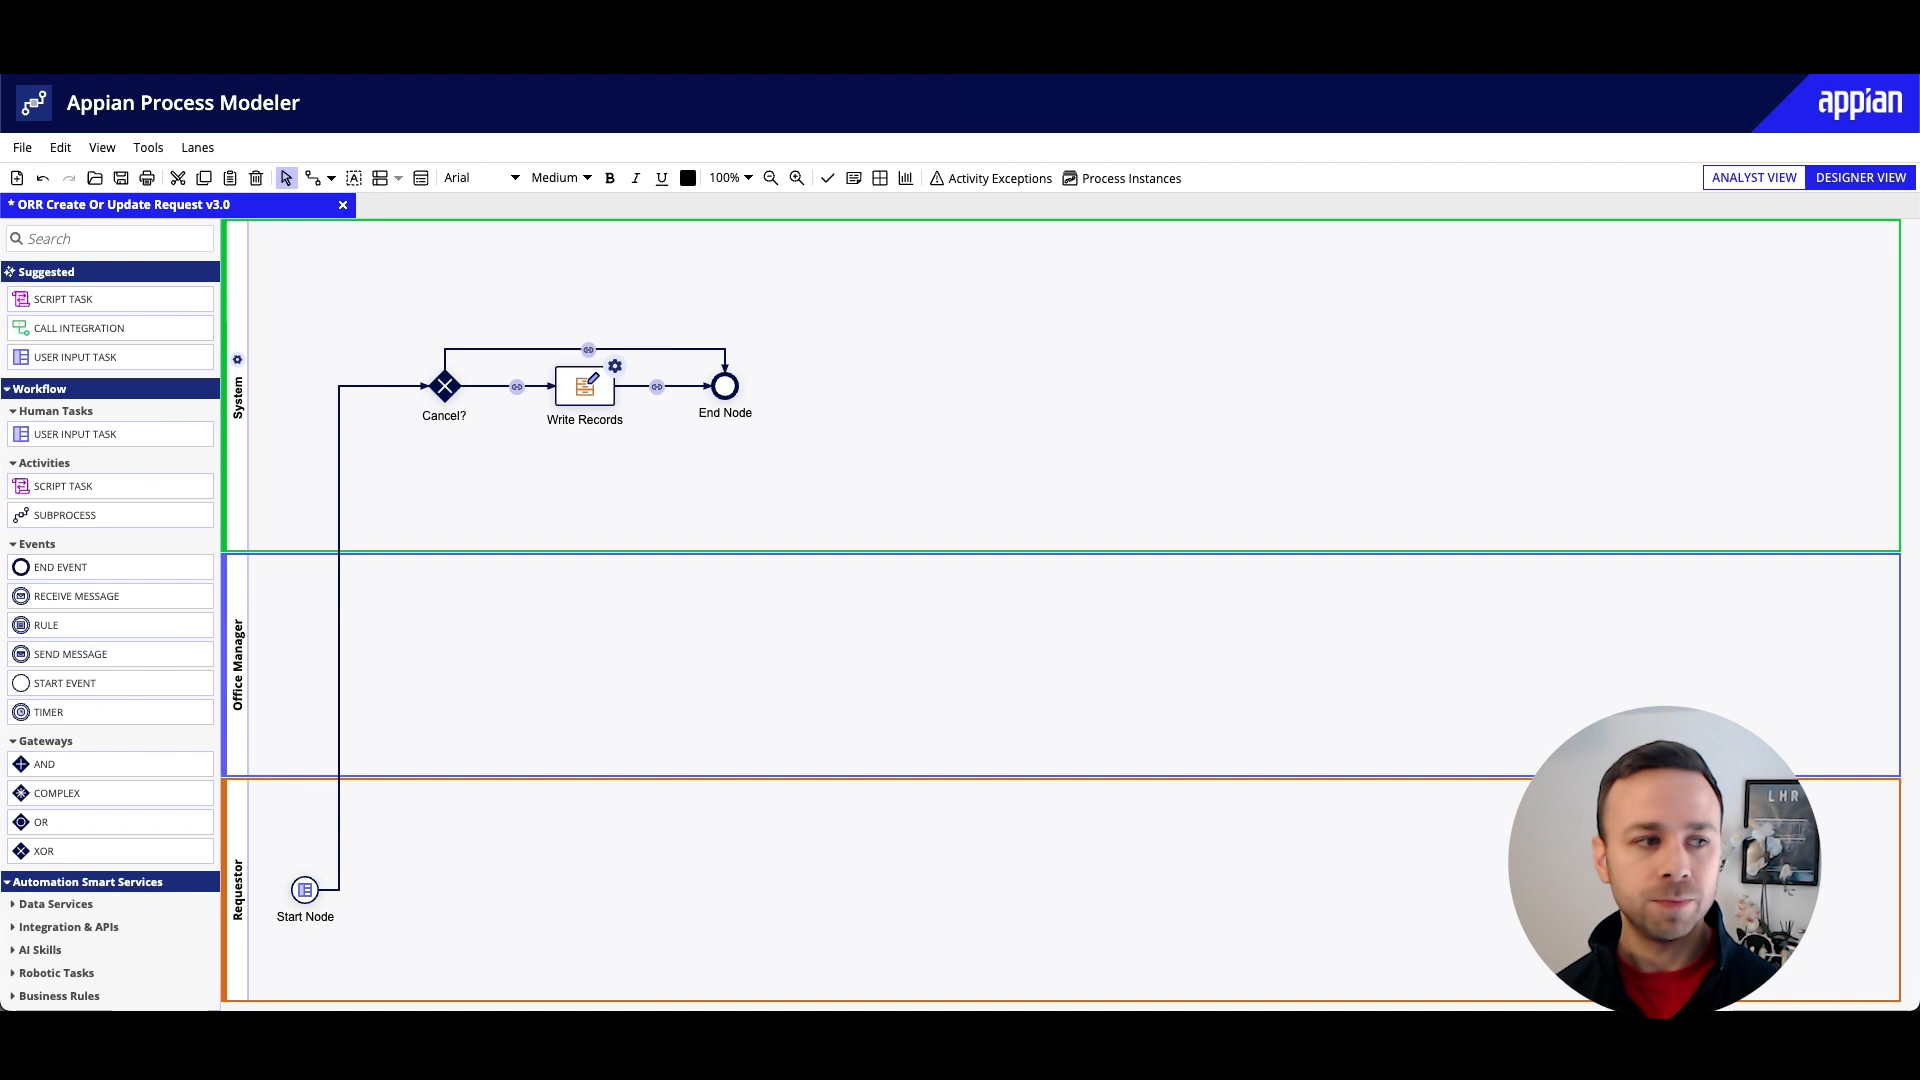 Appian Process Modeler
appian
File Edit View Tools Lanes
Arial Medium B I U 100% Activity Exceptions Process Instances ANALYST VIEW DESIGNER VIEW
* ORR Create Or Update Request v3.0
Search
Suggested
SCRIPT TASK
CALL INTEGRATION
USER INPUT TASK
Workflow
Human Tasks
USER INPUT TASK
Activities
SCRIPT TASK
SUBPROCESS
Events
END EVENT
RECEIVE MESSAGE
RULE
SEND MESSAGE
START EVENT
TIMER
Gateways
AND
COMPLEX
OR
XOR
Automation Smart Services
Data Services
Integration & APIs
AI Skills
Robotic Tasks
Business Rules
System
Cancel?
Write Records
End Node
Office Manager
Requestor
Start Node
LHR